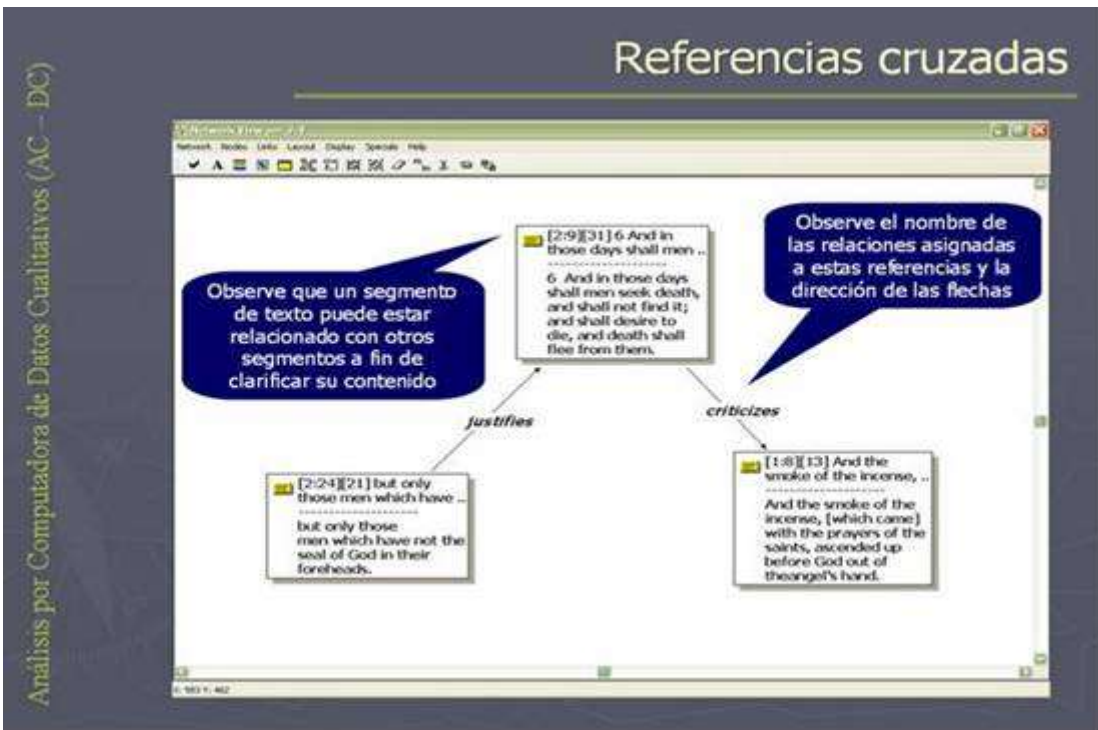 Referencias cruzadas
Análisis por Computadora de Datos Cualitativos (AC – DC)
Network Nodes Links Layout Display Specials Help
Observe que un segmento
de texto puede estar
relacionado con otros
segmentos a fin de
clarificar su contenido
[2:9][31] 6 And in
those days shall men ..
6 And in those days
shall men seek death,
and shall not find it;
and shall desire to
die, and death shall
flee from them.
Observe el nombre de
las relaciones asignadas
a estas referencias y la
dirección de las flechas
justifies
criticizes
[2:24][21] but only
those men which have ..
but only those
men which have not the
seal of God in their
foreheads.
[1:8][13] And the
smoke of the incense, ..
And the smoke of the
incense, [which came]
with the prayers of the
saints, ascended up
before God out of
theangel's hand.